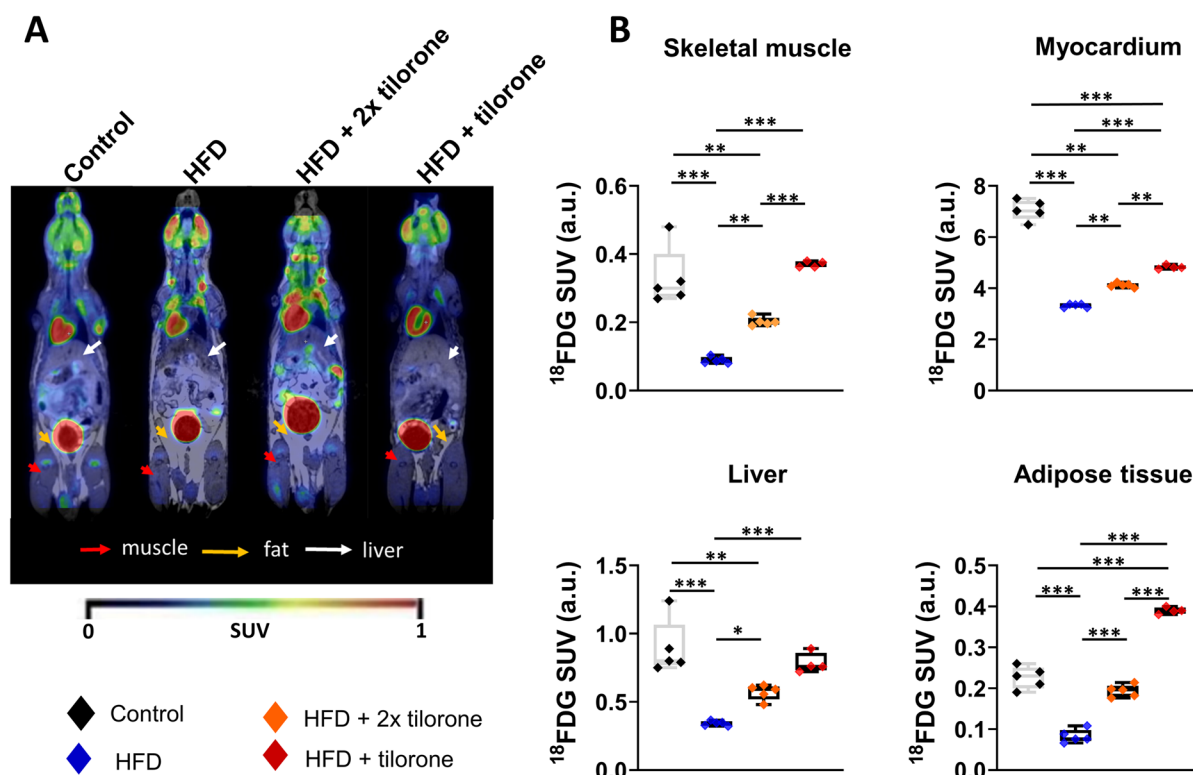 A
Control
HFD
HFD + 2x tilorone
HFD + tilorone
muscle fat liver
0 SUV 1
Control
HFD
HFD + 2x tilorone
HFD + tilorone
B
Skeletal muscle
***
**
*** ***
**
¹⁸FDG SUV (a.u.)
0.6
0.4
0.2
0.0
Myocardium
***
***
**
*** **
**
¹⁸FDG SUV (a.u.)
8
6
4
2
0
Liver
***
**
***
*
¹⁸FDG SUV (a.u.)
1.5
1.0
0.5
0.0
Adipose tissue
***
***
*** ***
***
¹⁸FDG SUV (a.u.)
0.5
0.4
0.3
0.2
0.1
0.0